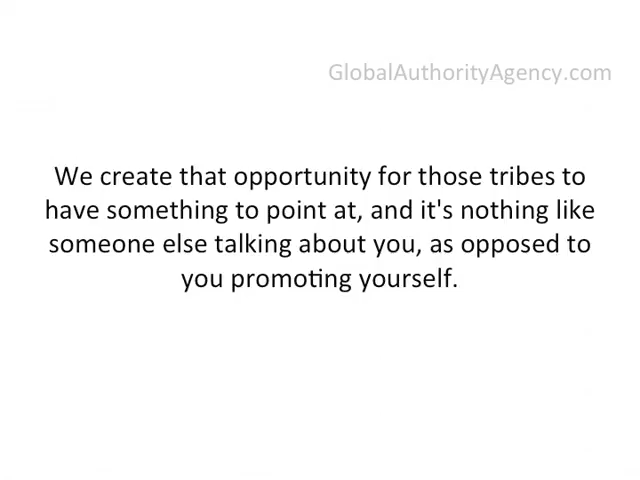 GlobalAuthorityAgency.com
We create that opportunity for those tribes to
have something to point at, and it's nothing like
someone else talking about you, as opposed to
you promoting yourself.